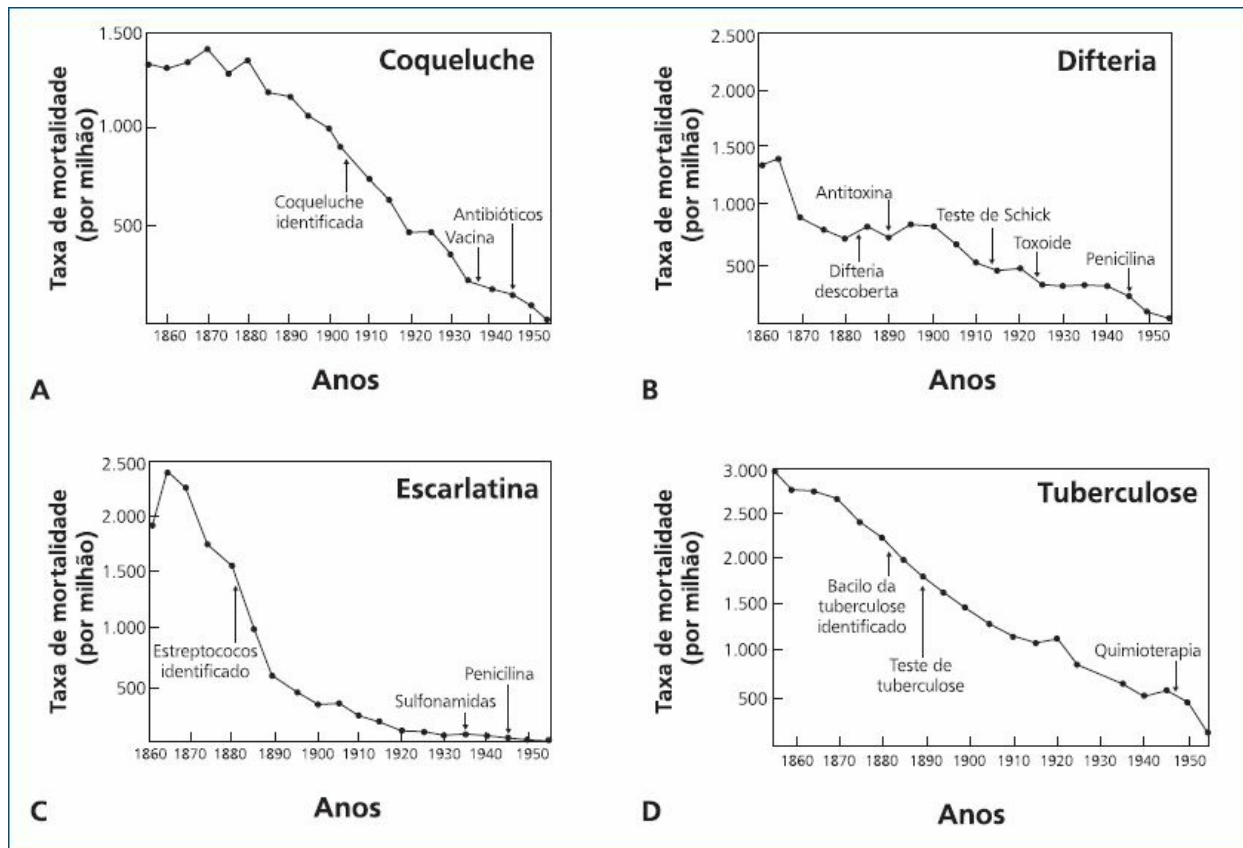 Coqueluche
Taxa de mortalidade
(por milhão)
1.500
1.000
500
Coqueluche
identificada
Antibióticos
Vacina
1860 1870 1880 1890 1900 1910 1920 1930 1940 1950
Anos
A
Difteria
Taxa de mortalidade
(por milhão)
2.500
2.000
1.500
1.000
500
Antitoxina
Difteria
descoberta
Teste de Schick
Toxoide
Penicilina
1860 1870 1880 1890 1900 1910 1920 1930 1940 1950
Anos
B
Escarlatina
Taxa de mortalidade
(por milhão)
2.500
2.000
1.500
1.000
500
Estreptococos
identificado
Penicilina
Sulfonamidas
1860 1870 1880 1890 1900 1910 1920 1930 1940 1950
Anos
C
Tuberculose
Taxa de mortalidade
(por milhão)
3.000
2.500
2.000
1.500
1.000
500
Bacilo da
tuberculose
identificado
Teste de
tuberculose
Quimioterapia
1860 1870 1880 1890 1900 1910 1920 1930 1940 1950
Anos
D